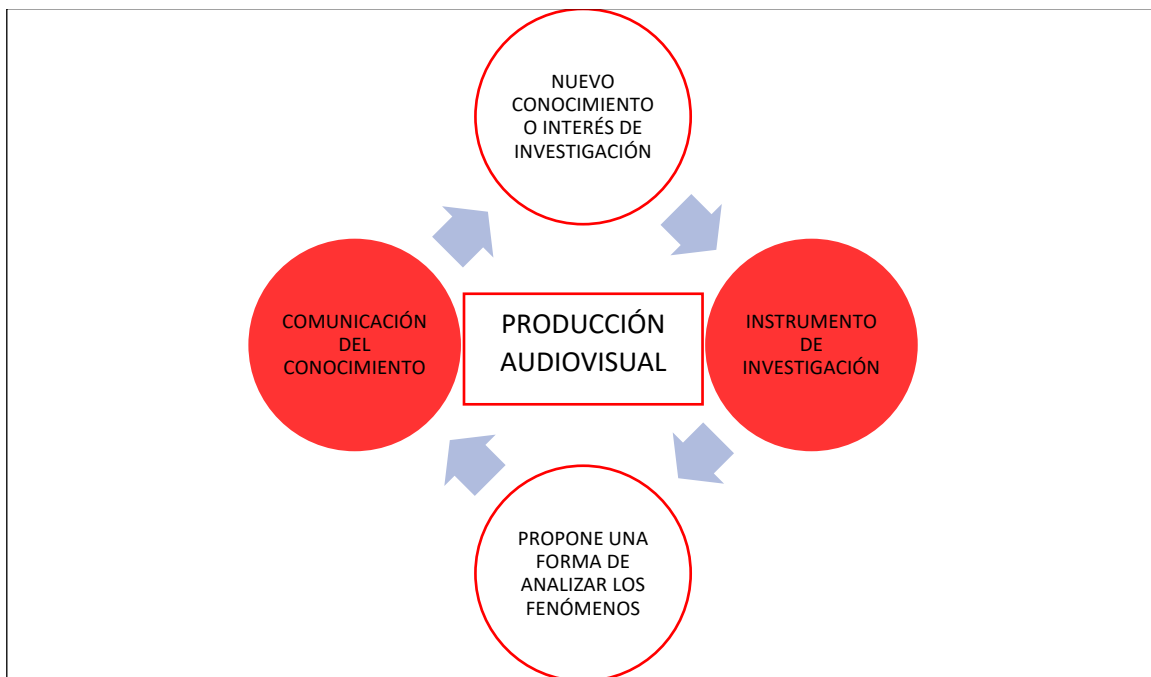 NUEVO
CONOCIMIENTO
O INTERÉS DE
INVESTIGACIÓN
COMUNICACIÓN
DEL
CONOCIMIENTO
PRODUCCIÓN
AUDIOVISUAL
INSTRUMENTO
DE
INVESTIGACIÓN
PROPONE UNA
FORMA DE
ANALIZAR LOS
FENÓMENOS